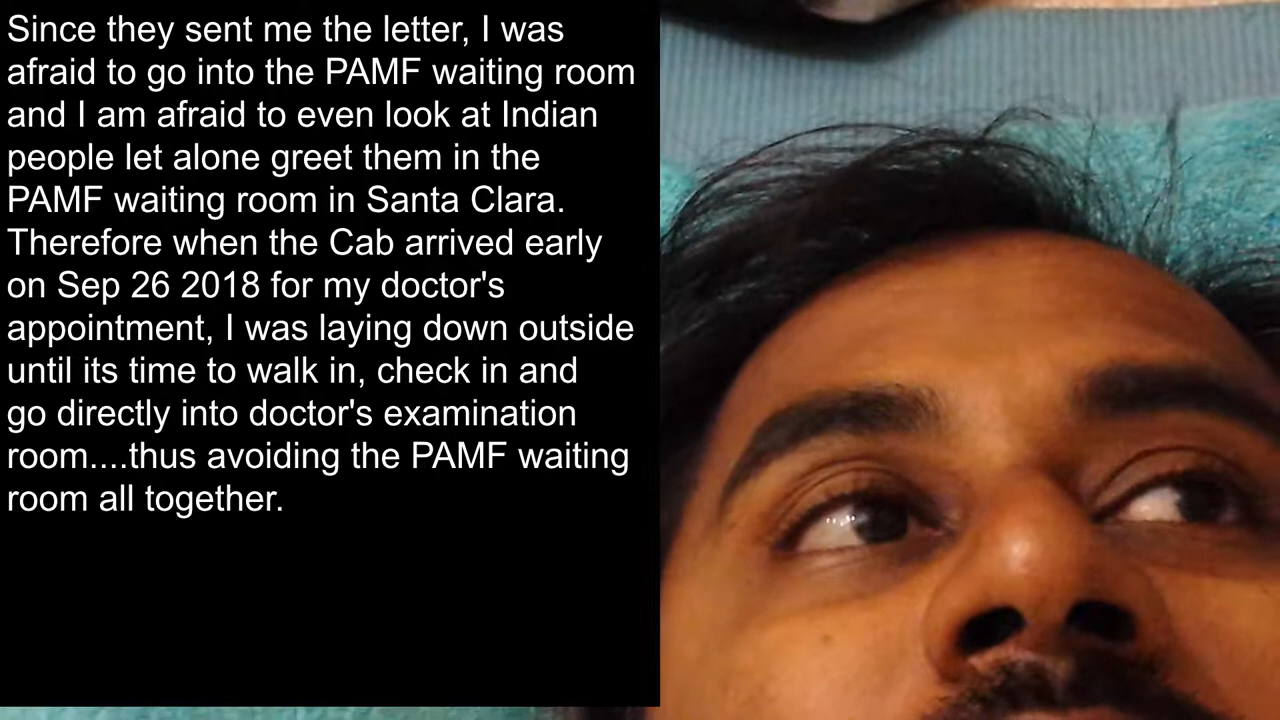 Since they sent me the letter, I was
afraid to go into the PAMF waiting room
and I am afraid to even look at Indian
people let alone greet them in the
PAMF waiting room in Santa Clara.
Therefore when the Cab arrived early
on Sep 26 2018 for my doctor's
appointment, I was laying down outside
until its time to walk in, check in and
go directly into doctor's examination
room....thus avoiding the PAMF waiting
room all together.